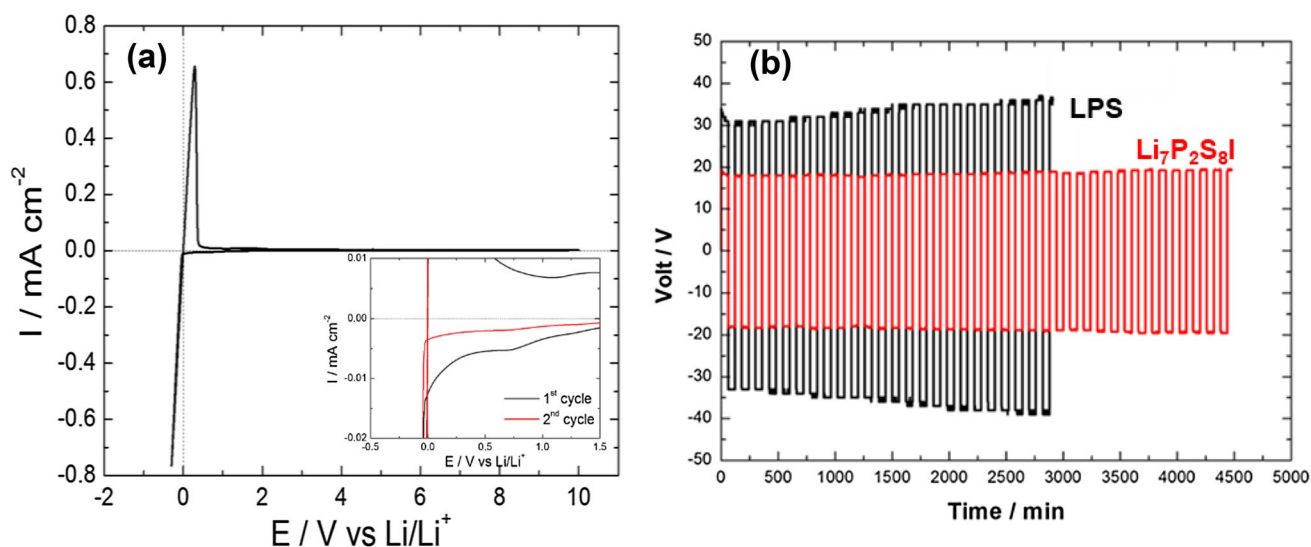 (a)
0.8
0.6
0.4
0.2
0.0
-0.2
-0.4
-0.6
-0.8
I / mA cm⁻²
-2 0 2 4 6 8 10
E / V vs Li/Li⁺
0.01
0.00
-0.01
-0.02
I / mA cm⁻²
1ˢᵗ cycle
2ⁿᵈ cycle
-0.5 0.0 0.5 1.0 1.5
E / V vs Li/Li⁺
(b)
50
40
30
20
10
0
-10
-20
-30
-40
-50
Volt / V
LPS
Li₇P₂S₈I
0 500 1000 1500 2000 2500 3000 3500 4000 4500 5000
Time / min